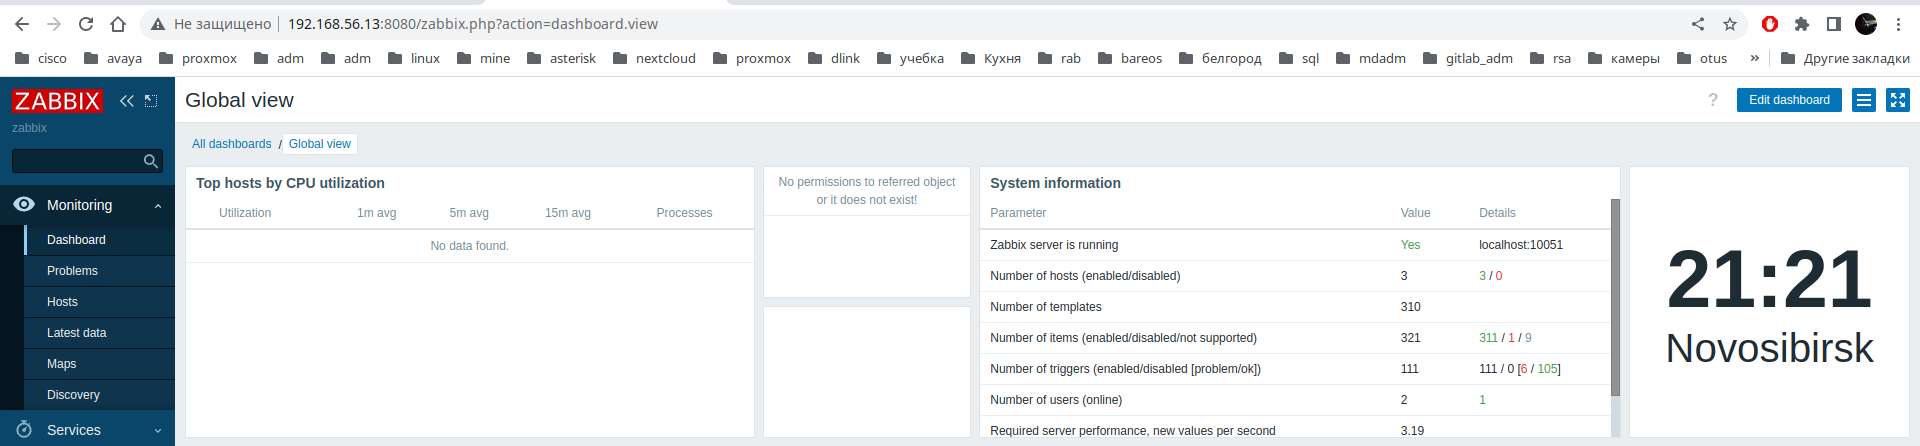 Не защищено 192.168.56.13:8080/zabbix.php?action=dashboard.view
cisco avaya proxmox adm adm linux mine asterisk nextcloud proxmox dlink учебка Кухня rab bareos белгород sql mdadm gitlab_adm rsa камеры otus » Другие закладки
ZABBIX
zabbix
Monitoring
Dashboard
Problems
Hosts
Latest data
Maps
Discovery
Services
Global view
? Edit dashboard
All dashboards / Global view
Top hosts by CPU utilization
Utilization 1m avg 5m avg 15m avg Processes
No data found.
No permissions to referred object
or it does not exist!
System information
Parameter Value Details
Zabbix server is running Yes localhost:10051
Number of hosts (enabled/disabled) 3 3 / 0
Number of templates 310
Number of items (enabled/disabled/not supported) 321 311 / 1 / 9
Number of triggers (enabled/disabled [problem/ok]) 111 111 / 0 [6 / 105]
Number of users (online) 2 1
Required server performance, new values per second 3.19
21:21
Novosibirsk